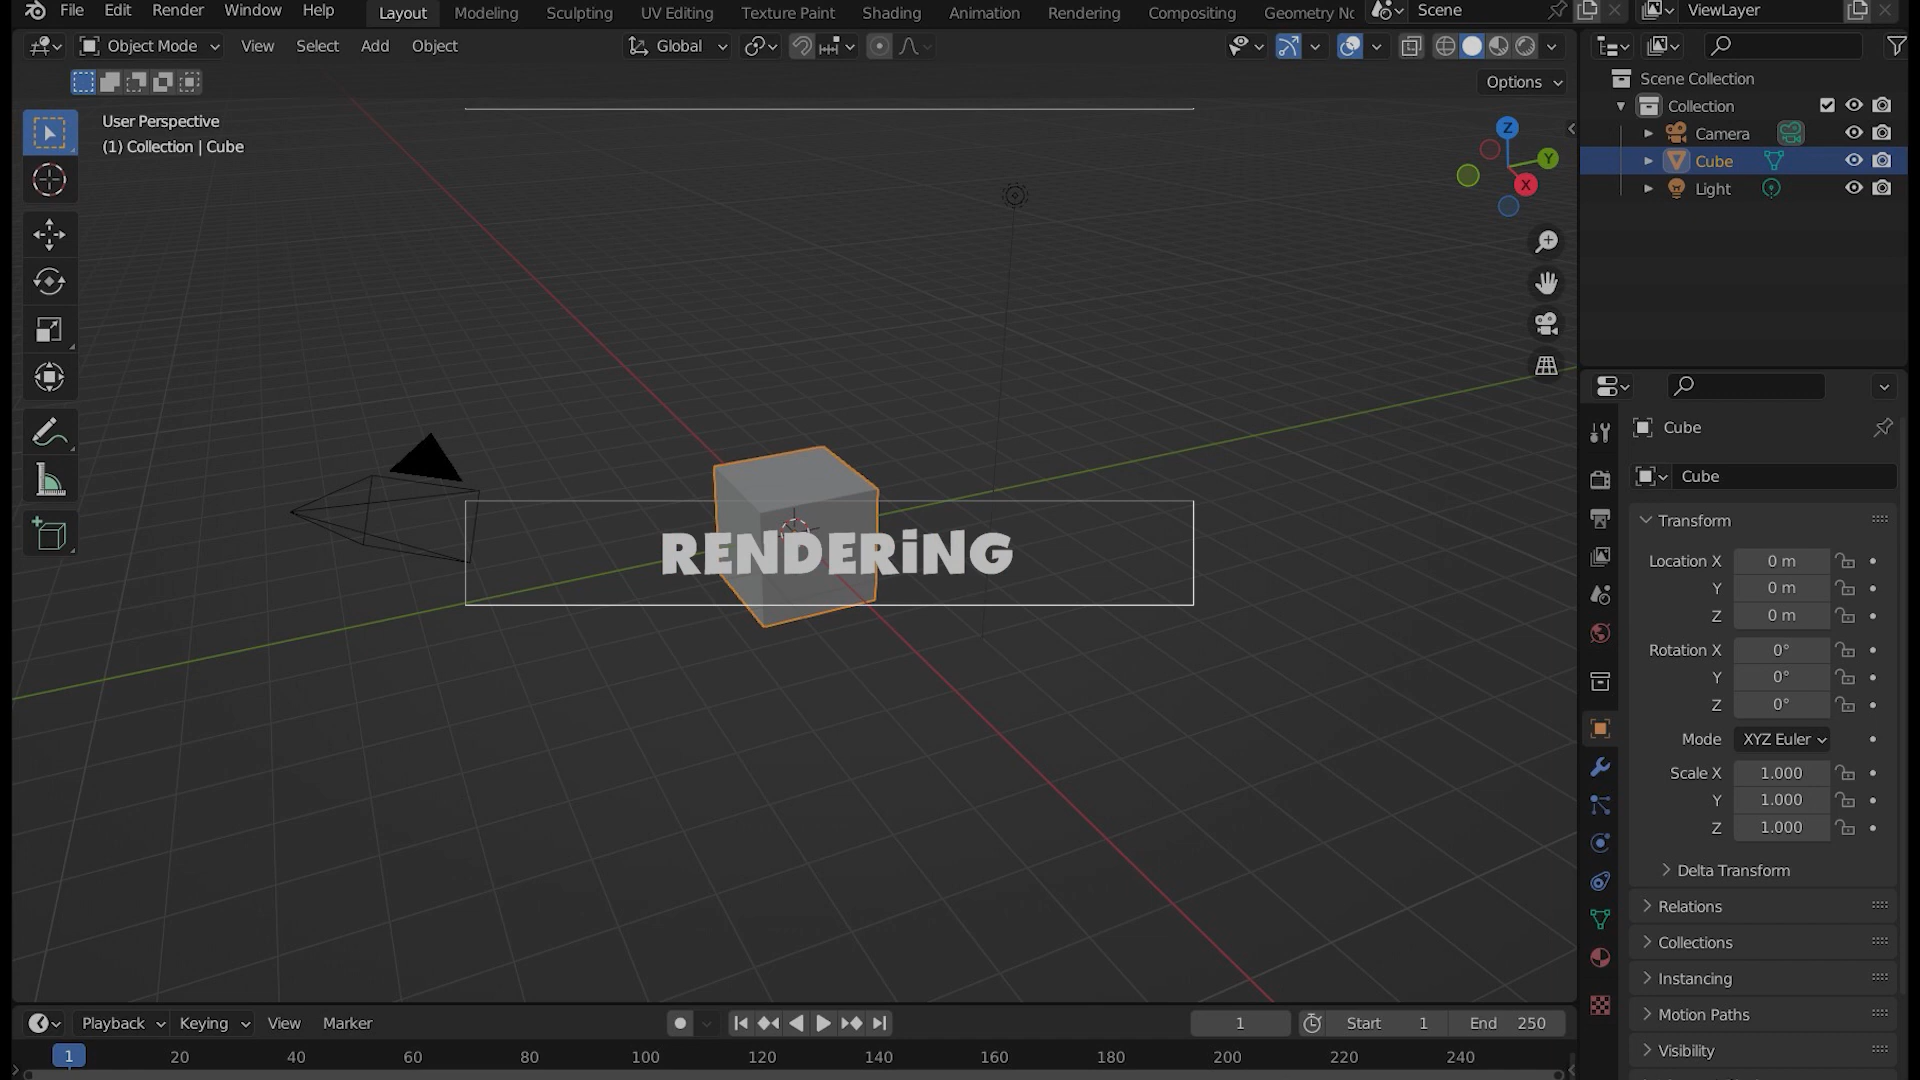 File Edit Render Window Help Layout Modeling Sculpting UV Editing Texture Paint Shading Animation Rendering Compositing Geometry No Scene ViewLayer
Object Mode View Select Add Object Global
Options
User Perspective
(1) Collection | Cube
Z
Y
X
RENDERiNG
Scene Collection
Collection
Camera
Cube
Light
Cube
Cube
Transform
Location X 0 m
Y 0 m
Z 0 m
Rotation X 0°
Y 0°
Z 0°
Mode XYZ Euler
Scale X 1.000
Y 1.000
Z 1.000
Delta Transform
Relations
Collections
Instancing
Motion Paths
Visibility
Playback Keying View Marker 1 Start 1 End 250
1 20 40 60 80 100 120 140 160 180 200 220 240